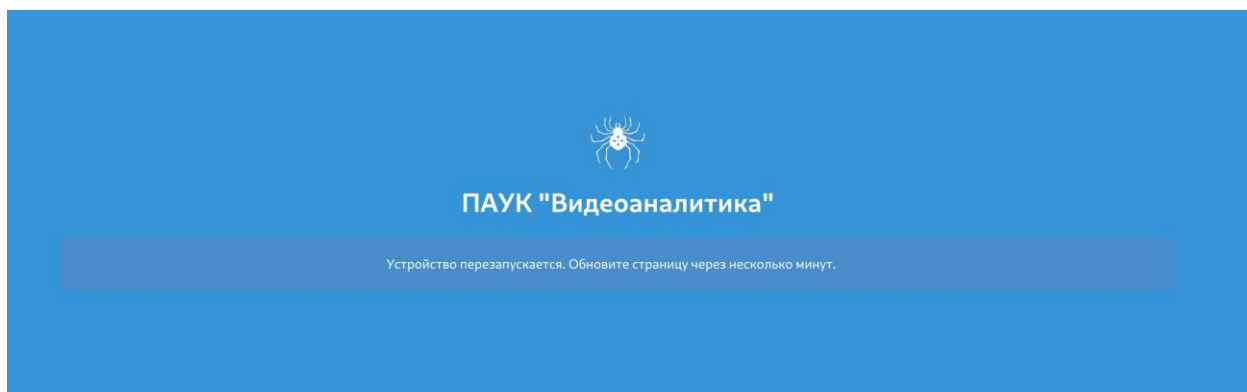 ПАУК "Видеоаналитика"
Устройство перезапускается. Обновите страницу через несколько минут.